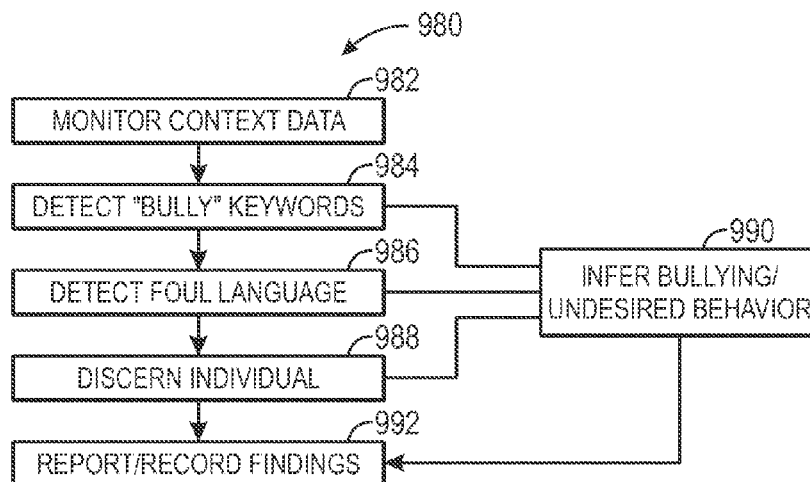 980
982
MONITOR CONTEXT DATA
984
DETECT "BULLY" KEYWORDS
986
DETECT FOUL LANGUAGE
988
DISCERN INDIVIDUAL
990
INFER BULLYING/
UNDESIRED BEHAVIOR
992
REPORT/RECORD FINDINGS